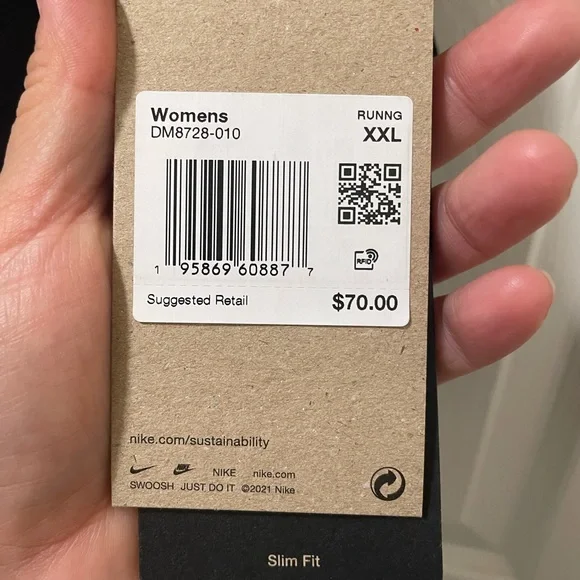 Womens
RUNNG
DM8728-010
XXL
1 95869 60887 7
RFID
Suggested Retail
$70.00
nike.com/sustainability
NIKE nike.com
SWOOSH JUST DO IT ©2021 Nike
Slim Fit